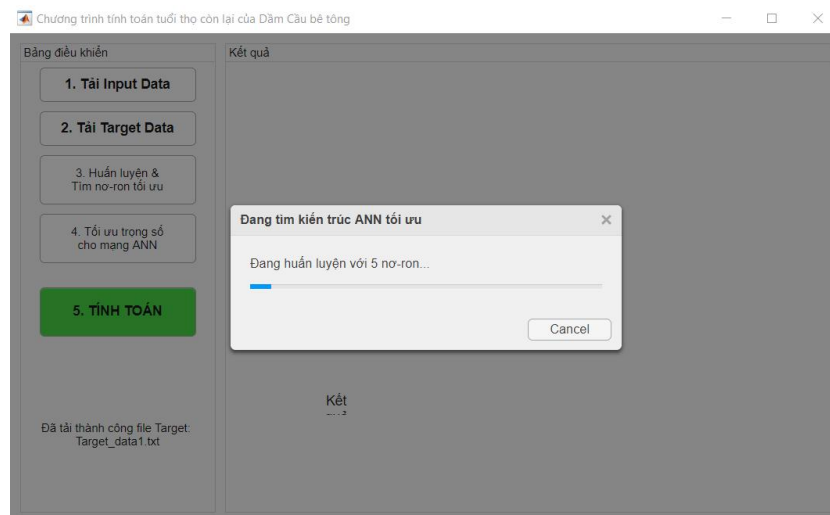 Chương trình tính toán tuổi thọ còn lại của Dầm Cầu bê tông
Bảng điều khiển
Kết quả
1. Tải Input Data
2. Tải Target Data
3. Huấn luyện &
Tìm nơ-ron tối ưu
4. Tối ưu trọng số
cho mạng ANN
5. TÍNH TOÁN
Đã tải thành công file Target:
Target_data1.txt
Đang tìm kiến trúc ANN tối ưu
Đang huấn luyện với 5 nơ-ron...
Cancel
Kết